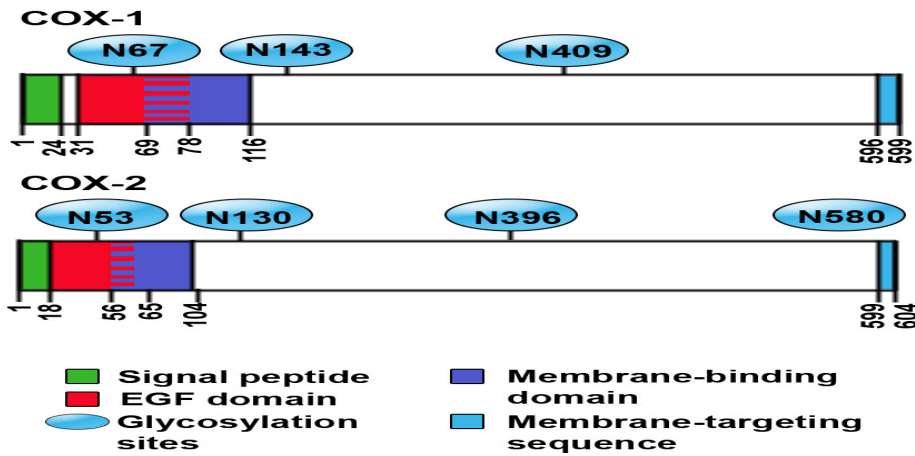 COX-1
N67 N143 N409
1 24 31 69 78 116 596 599
COX-2
N53 N130 N396 N580
1 18 56 65 104 599 604
Signal peptide
EGF domain
Glycosylation
sites
Membrane-binding
domain
Membrane-targeting
sequence